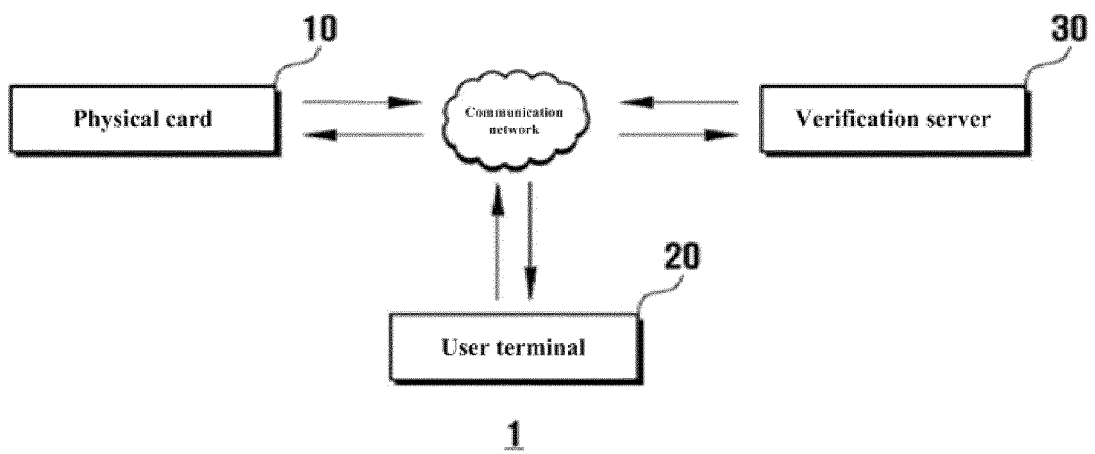 10
30
Physical card
Communication
network
Verification server
20
User terminal
1